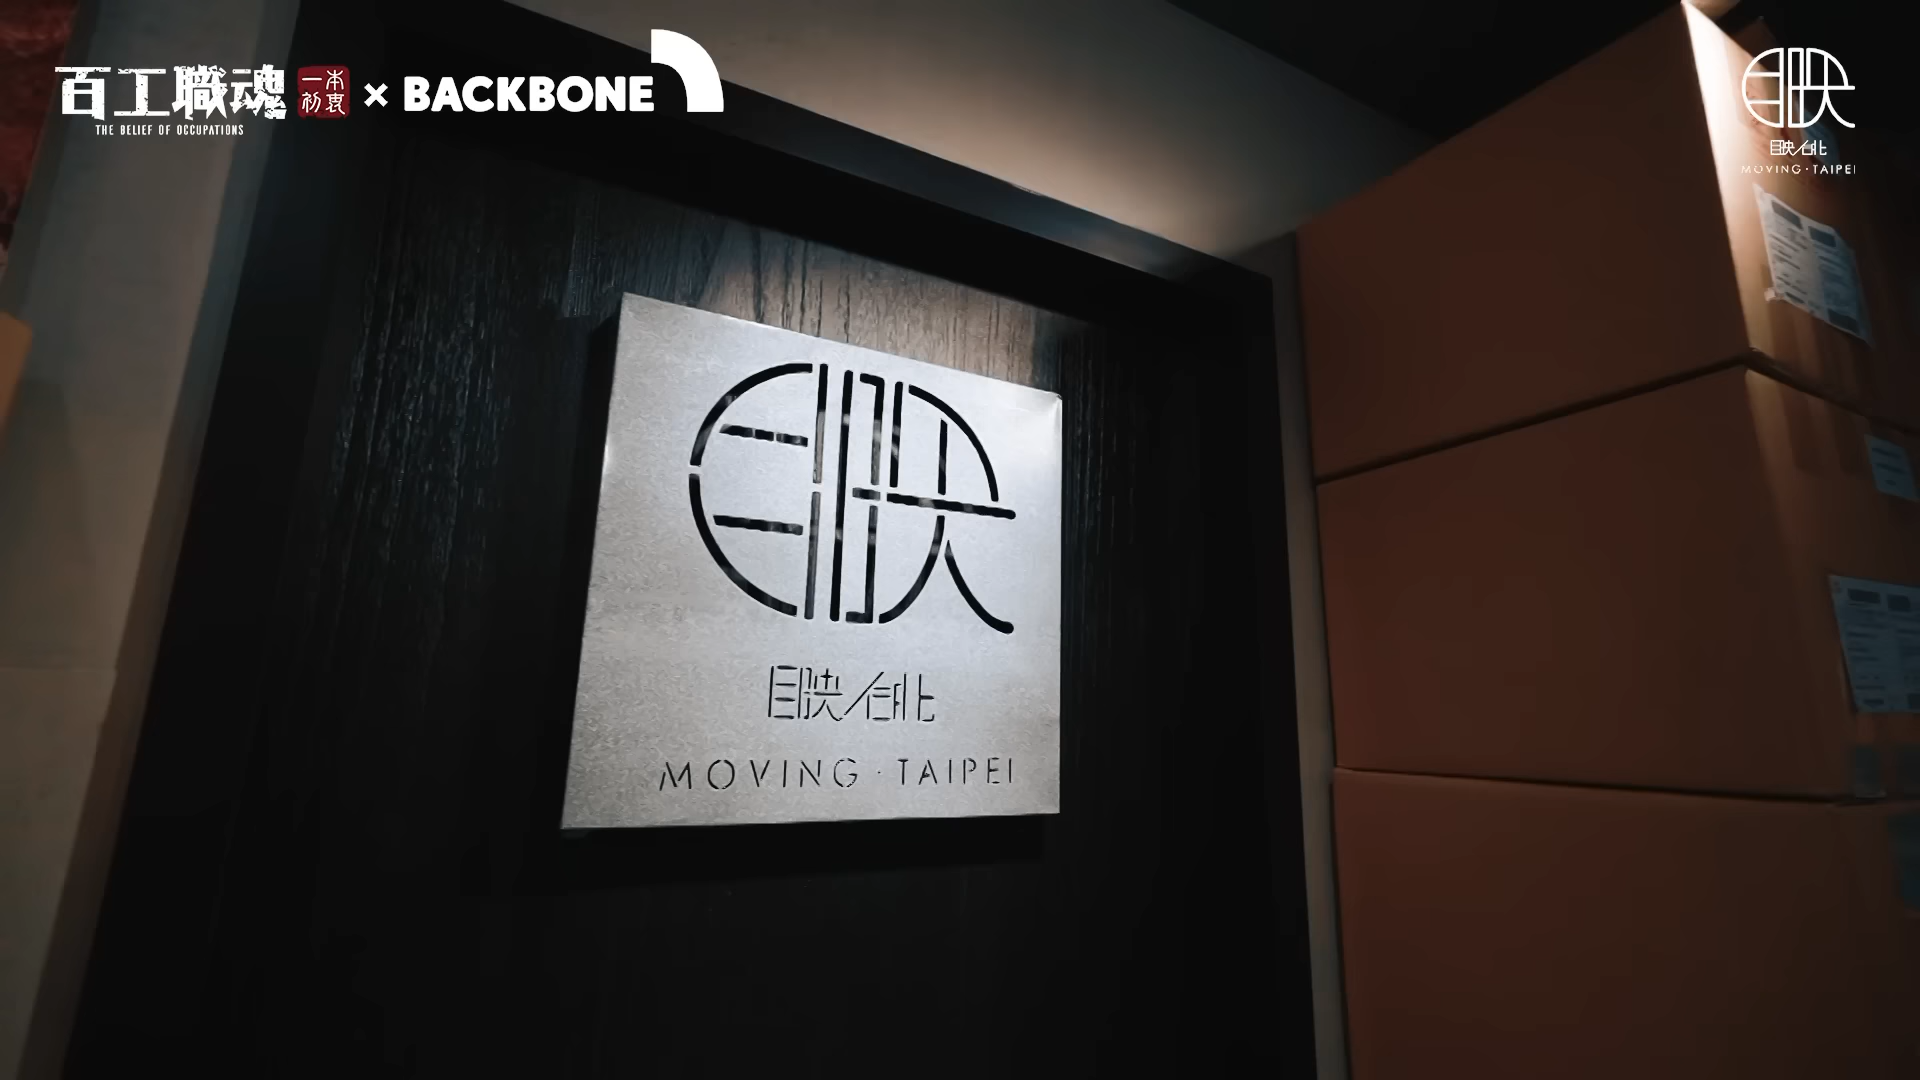 百工職魂 一本初衷 × BACKBONE
THE BELIEF OF OCCUPATIONS
目映
目映台北
MOVING·TAIPEI
目映
目映/台北
MOVING·TAIPEI